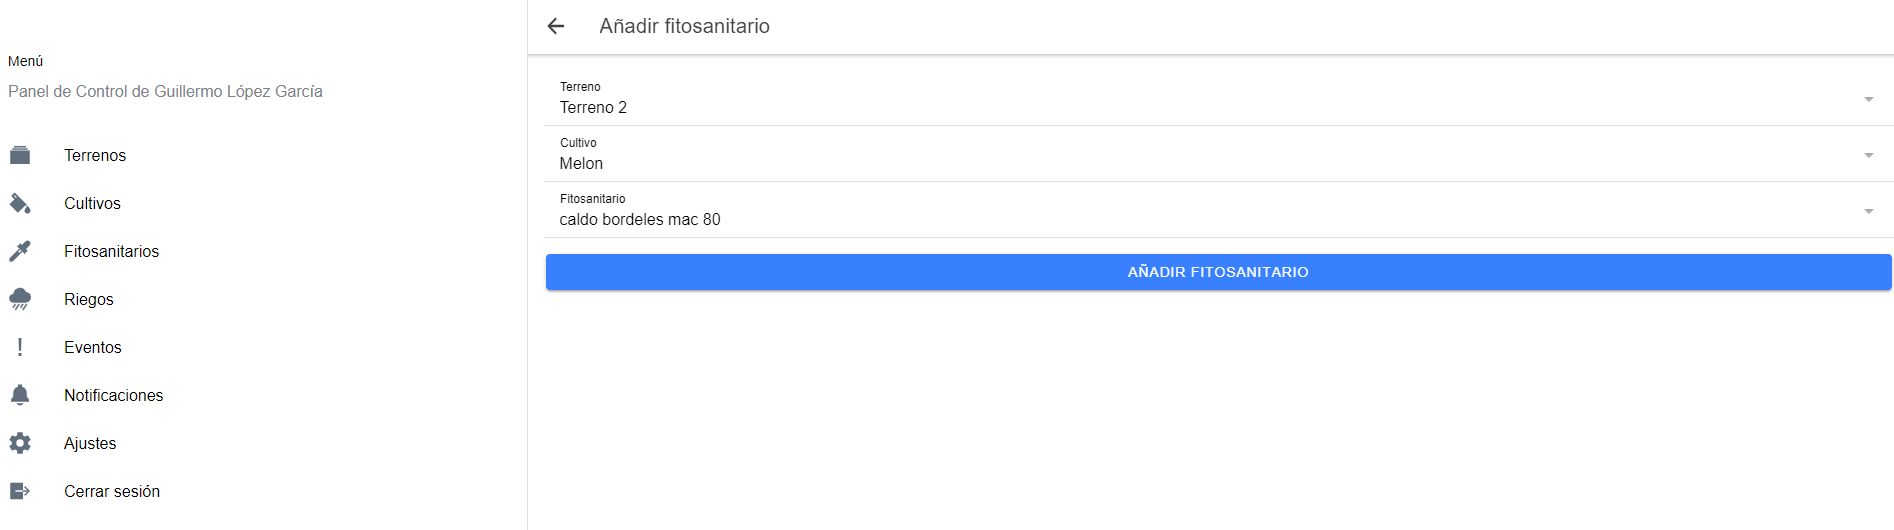 Menú
Panel de Control de Guillermo López García
Terrenos
Cultivos
Fitosanitarios
Riegos
Eventos
Notificaciones
Ajustes
Cerrar sesión
Añadir fitosanitario
Terreno
Terreno 2
Cultivo
Melon
Fitosanitario
caldo bordeles mac 80
AÑADIR FITOSANITARIO